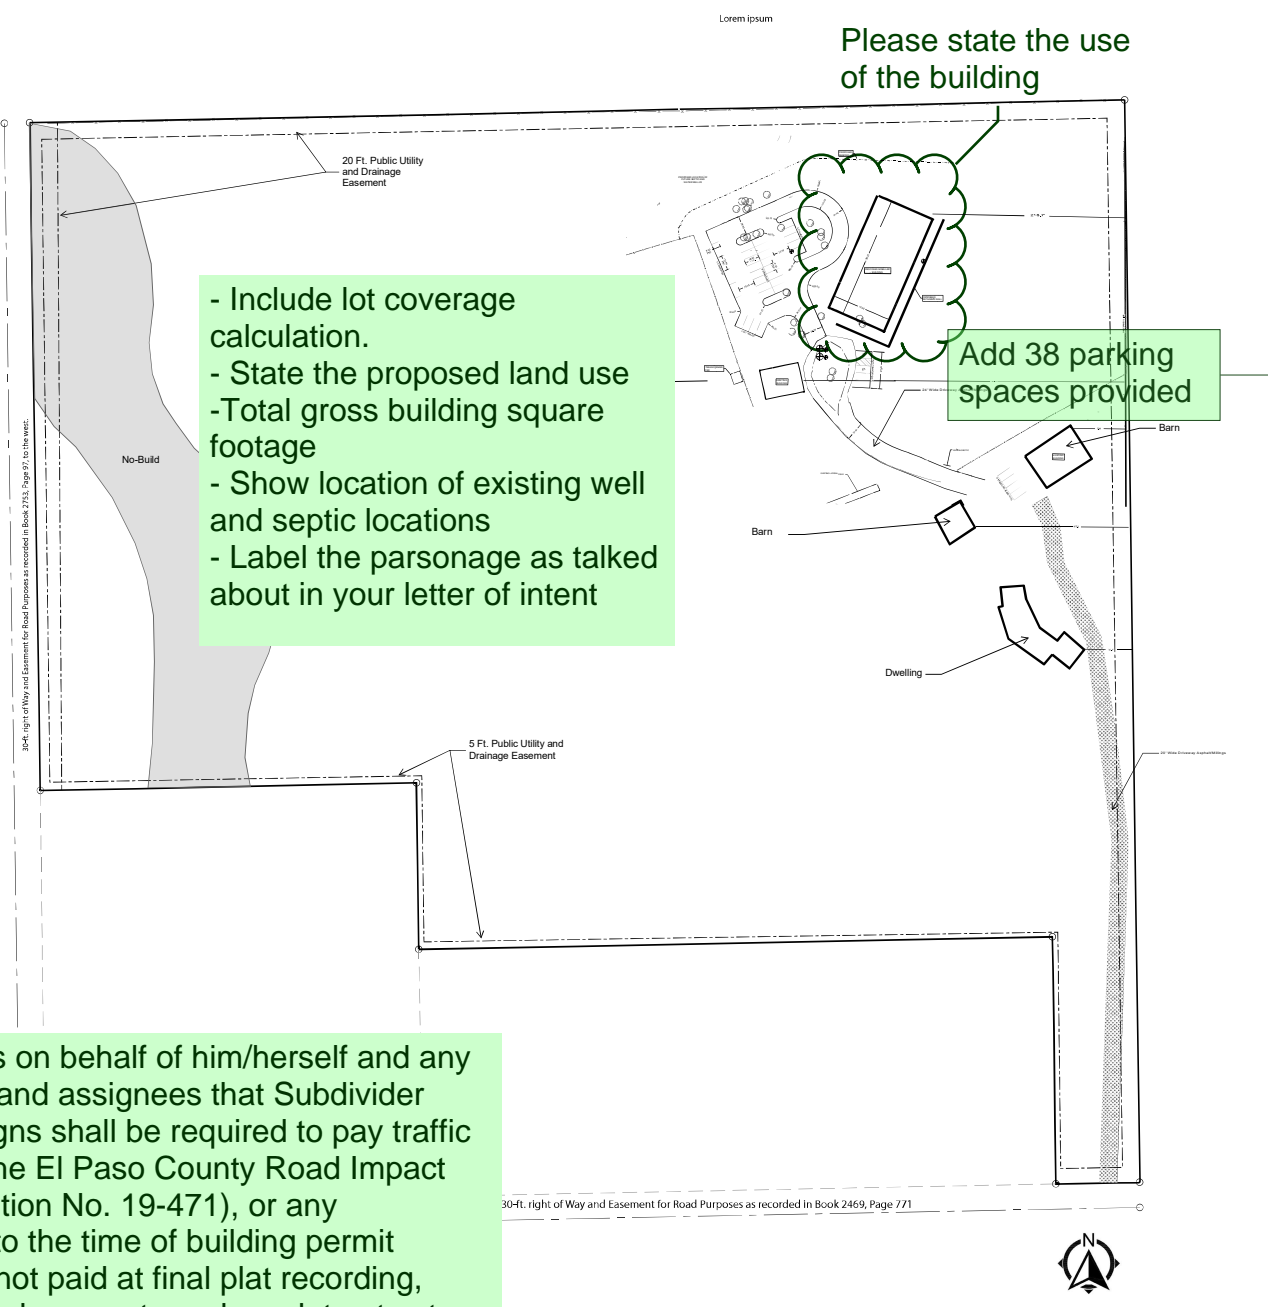 Lorem ipsum
Please state the use
of the building
20 Ft. Public Utility
and Drainage
Easement
- Include lot coverage
calculation.
- State the proposed land use
-Total gross building square
footage
- Show location of existing well
and septic locations
- Label the parsonage as talked
about in your letter of intent
Add 38 parking
spaces provided
Barn
No-Build
30-ft. right of Way and Easement for Road Purposes as recorded in Book 2753, Page 97, to the west.
Barn
Dwelling
5 Ft. Public Utility and
Drainage Easement
20' Wide Driveway Asphalt Millings
s on behalf of him/herself and any
and assignees that Subdivider
gns shall be required to pay traffic
ne El Paso County Road Impact
tion No. 19-471), or any
to the time of building permit
not paid at final plat recording,
30-ft. right of Way and Easement for Road Purposes as recorded in Book 2469, Page 771
N